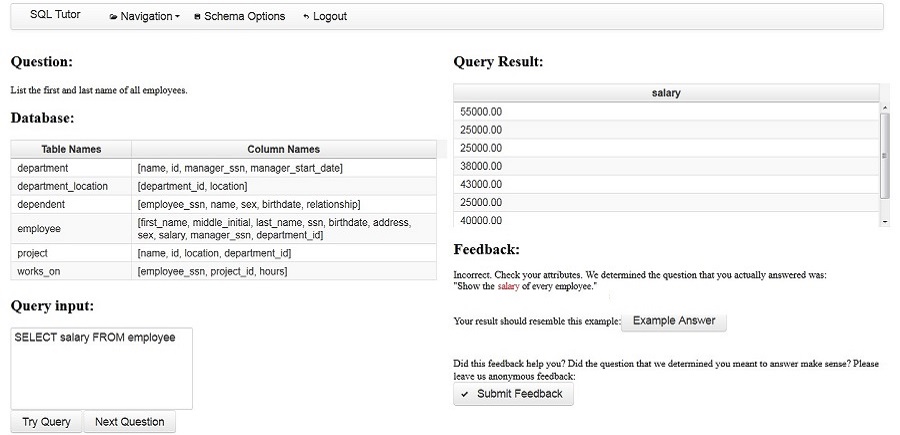 SQL Tutor Navigation Schema Options Logout
Question:
List the first and last name of all employees.
Database:
Table Names Column Names
department [name, id, manager_ssn, manager_start_date]
department_location [department_id, location]
dependent [employee_ssn, name, sex, birthdate, relationship]
employee [first_name, middle_initial, last_name, ssn, birthdate, address,
sex, salary, manager_ssn, department_id]
project [name, id, location, department_id]
works_on [employee_ssn, project_id, hours]
Query input:
SELECT salary FROM employee
Try Query Next Question
Query Result:
salary
55000.00
25000.00
25000.00
38000.00
43000.00
25000.00
40000.00
Feedback:
Incorrect. Check your attributes. We determined the question that you actually answered was:
"Show the salary of every employee."
Your result should resemble this example: Example Answer
Did this feedback help you? Did the question that we determined you meant to answer make sense? Please
leave us anonymous feedback:
Submit Feedback